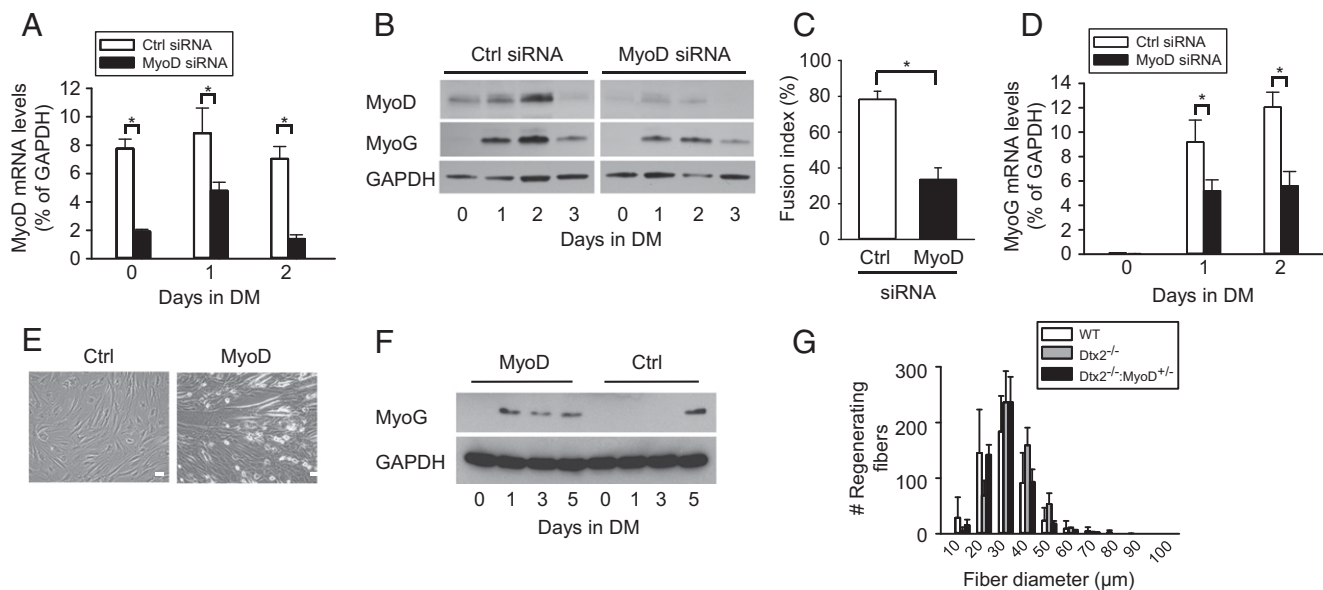 A
Ctrl siRNA
MyoD siRNA
MyoD mRNA levels
(% of GAPDH)
12
10
8
6
4
2
0
*
*
*
0 1 2
Days in DM
B
Ctrl siRNA MyoD siRNA
MyoD
MyoG
GAPDH
0 1 2 3 0 1 2 3
Days in DM
C
Fusion index (%)
100
80
60
40
20
0
*
Ctrl MyoD
siRNA
D
Ctrl siRNA
MyoD siRNA
MyoG mRNA levels
(% of GAPDH)
14
12
10
8
6
4
2
0
*
*
0 1 2
Days in DM
E
Ctrl MyoD
F
MyoD Ctrl
MyoG
GAPDH
0 1 3 5 0 1 3 5
Days in DM
G
WT
Dtx2-/-
Dtx2-/-:MyoD+/-
# Regenerating
fibers
300
200
100
0
10 20 30 40 50 60 70 80 90 100
Fiber diameter (µm)